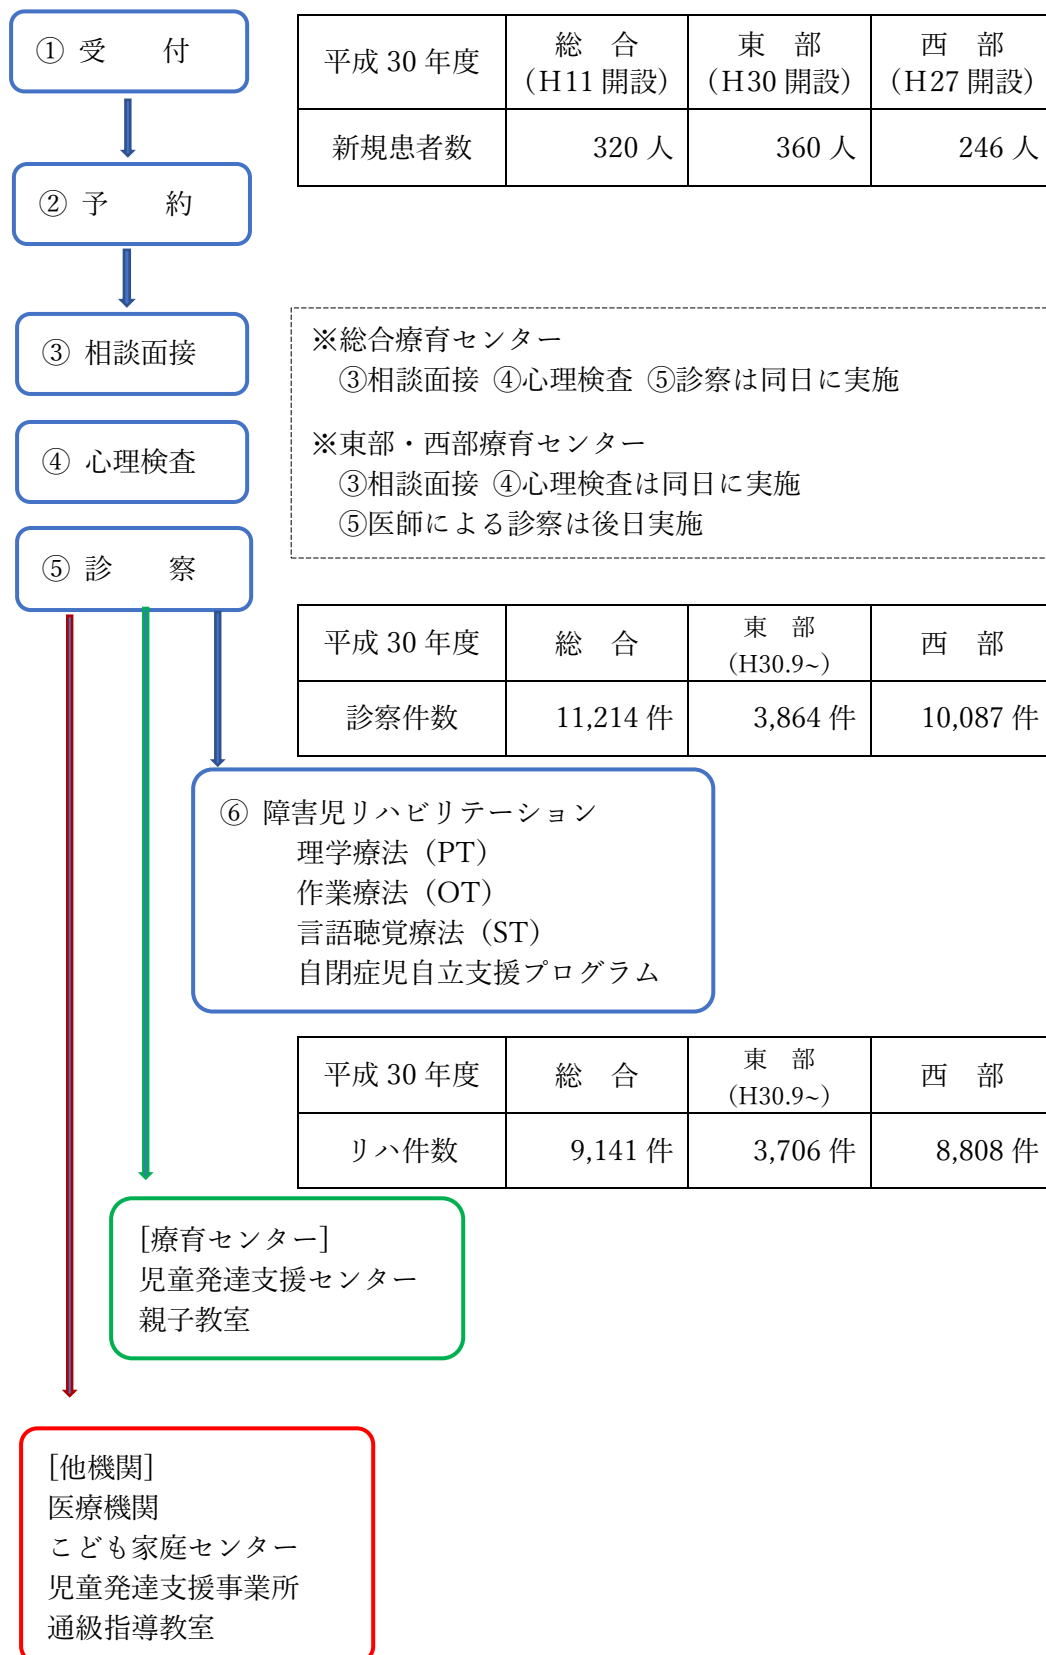 ① 受　　付
平成 30 年度 総　合 東　部 西　部
（H11 開設） （H30 開設） （H27 開設）
新規患者数 320 人 360 人 246 人
② 予　　約
③ 相談面接
※総合療育センター
③相談面接 ④心理検査 ⑤診察は同日に実施
④ 心理検査
※東部・西部療育センター
③相談面接 ④心理検査は同日に実施
⑤医師による診察は後日実施
⑤ 診　　察
平成 30 年度 総　合 東　部 西　部
（H30.9~）
診察件数 11,214 件 3,864 件 10,087 件
⑥ 障害児リハビリテーション
理学療法（PT）
作業療法（OT）
言語聴覚療法（ST）
自閉症児自立支援プログラム
平成 30 年度 総　合 東　部 西　部
（H30.9~）
リハ件数 9,141 件 3,706 件 8,808 件
[療育センター]
児童発達支援センター
親子教室
[他機関]
医療機関
こども家庭センター
児童発達支援事業所
通級指導教室